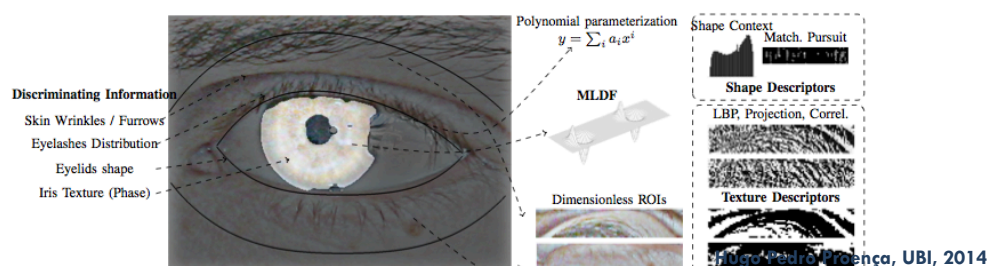 Discriminating Information
Skin Wrinkles / Furrows
Eyelashes Distribution
Eyelids shape
Iris Texture (Phase)
Polynomial parameterization
y = ∑ᵢ aᵢxⁱ
MLDF
Dimensionless ROIs
Shape Context
Match. Pursuit
Shape Descriptors
LBP, Projection, Correl.
Texture Descriptors
Hugo Pedro Proença, UBI, 2014